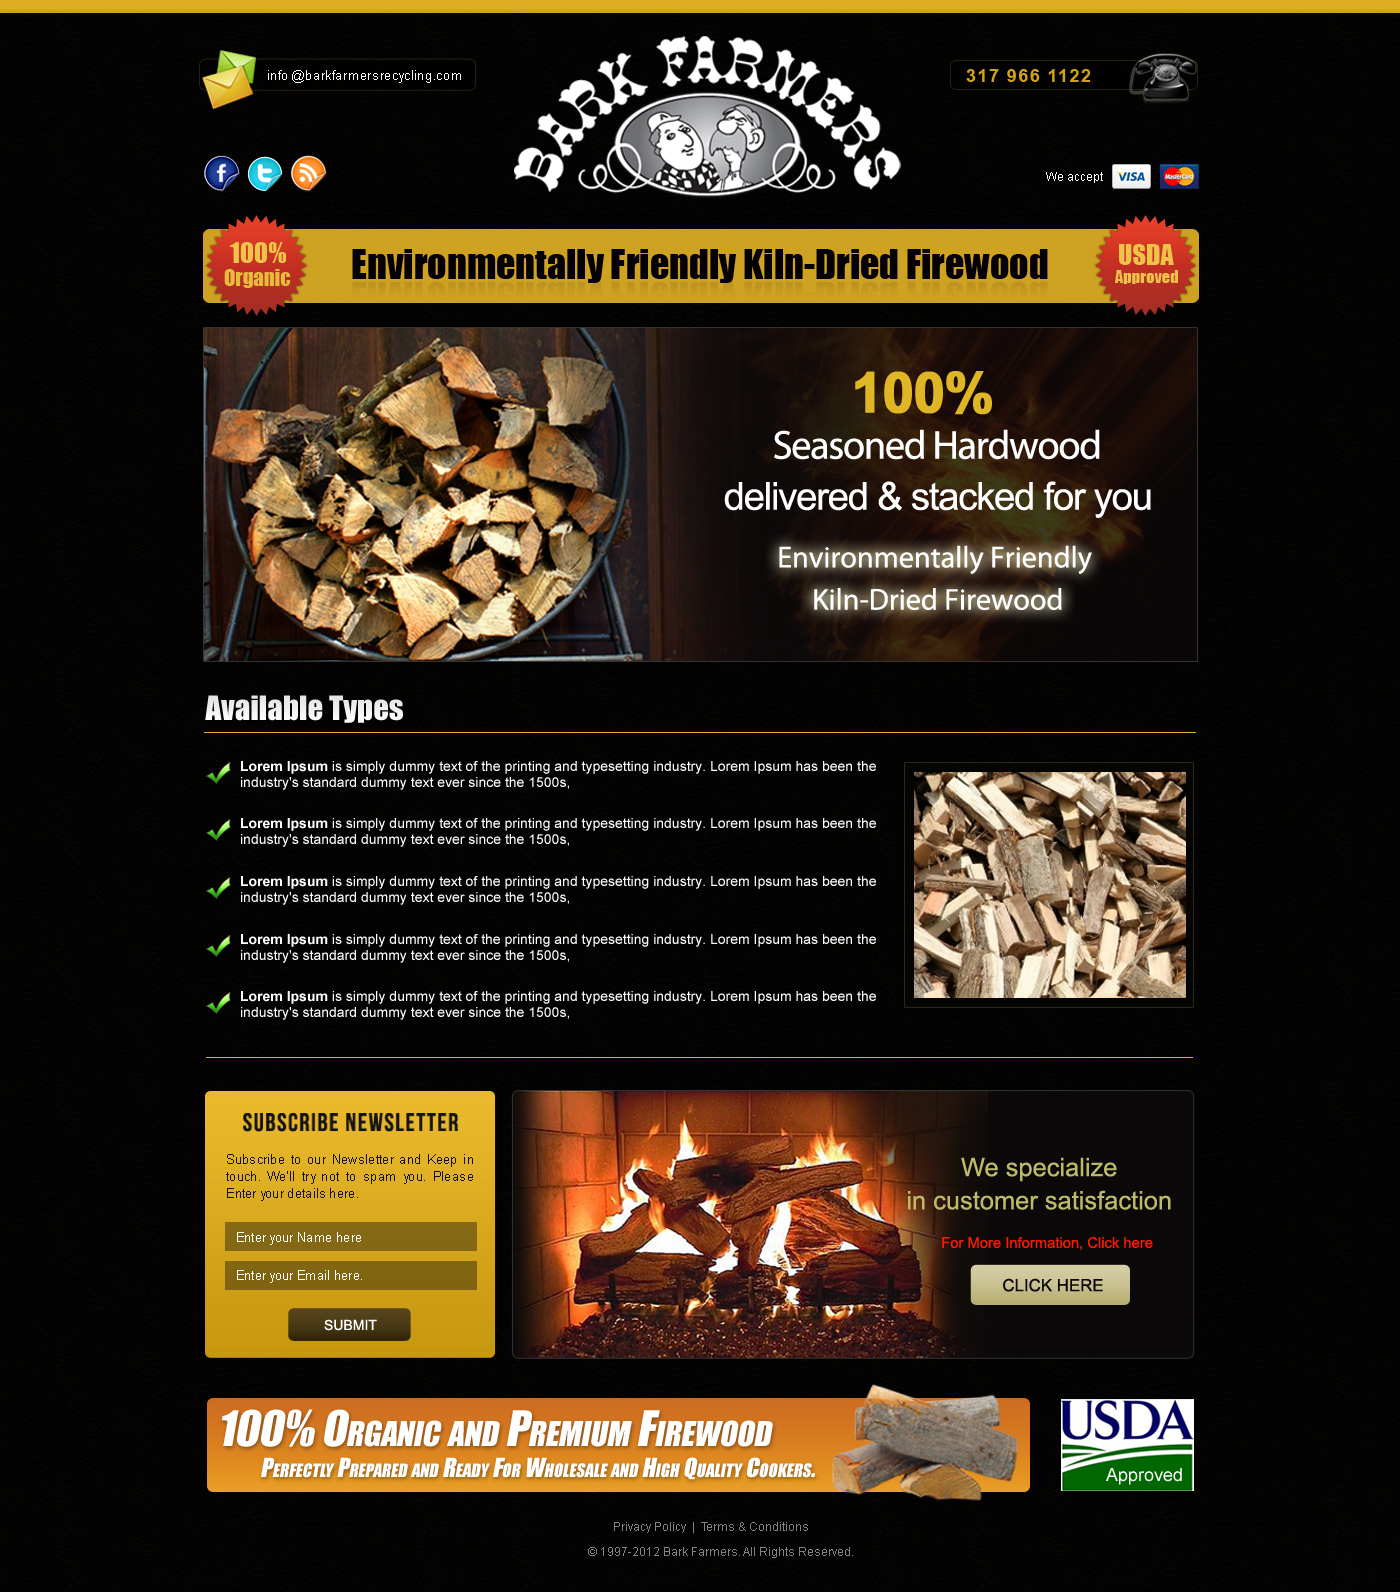 info@barkfarmersrecycling.com
BARK FARMERS
317 966 1122
We accept VISA MasterCard
100%
Organic
Environmentally Friendly Kiln-Dried Firewood
USDA
Approved
100%
Seasoned Hardwood
delivered & stacked for you
Environmentally Friendly
Kiln-Dried Firewood
Available Types
Lorem Ipsum is simply dummy text of the printing and typesetting industry. Lorem Ipsum has been the
industry's standard dummy text ever since the 1500s,
Lorem Ipsum is simply dummy text of the printing and typesetting industry. Lorem Ipsum has been the
industry's standard dummy text ever since the 1500s,
Lorem Ipsum is simply dummy text of the printing and typesetting industry. Lorem Ipsum has been the
industry's standard dummy text ever since the 1500s,
Lorem Ipsum is simply dummy text of the printing and typesetting industry. Lorem Ipsum has been the
industry's standard dummy text ever since the 1500s,
Lorem Ipsum is simply dummy text of the printing and typesetting industry. Lorem Ipsum has been the
industry's standard dummy text ever since the 1500s,
SUBSCRIBE NEWSLETTER
Subscribe to our Newsletter and Keep in
touch. We'll try not to spam you. Please
Enter your details here.
Enter your Name here
Enter your Email here.
SUBMIT
We specialize
in customer satisfaction
For More Information, Click here
CLICK HERE
100% ORGANIC AND PREMIUM FIREWOOD
PERFECTLY PREPARED AND READY FOR WHOLESALE AND HIGH QUALITY COOKERS.
USDA
Approved
Privacy Policy | Terms & Conditions
© 1997-2012 Bark Farmers. All Rights Reserved.